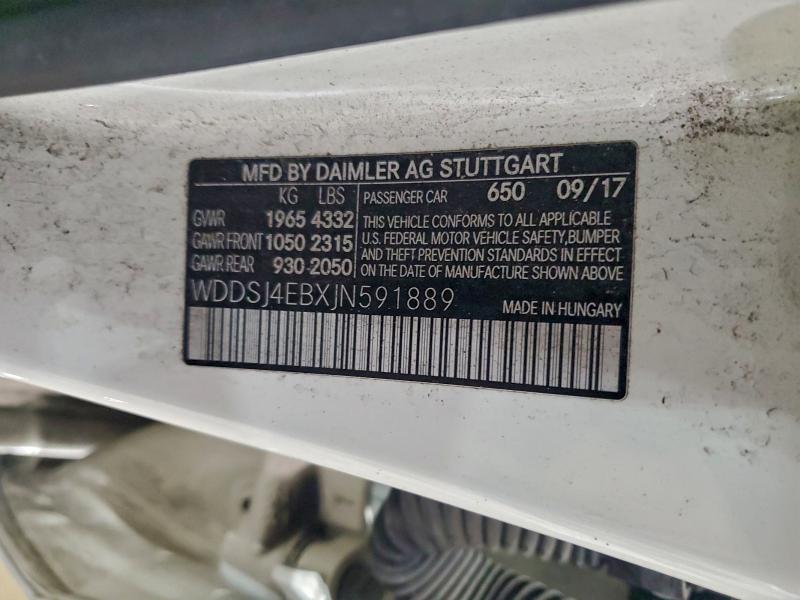 MFD BY DAIMLER AG STUTTGART
KG LBS
GVWR 1965 4332
GAWR FRONT 1050 2315
GAWR REAR 930 2050
PASSENGER CAR 650 09/17
THIS VEHICLE CONFORMS TO ALL APPLICABLE
U.S. FEDERAL MOTOR VEHICLE SAFETY, BUMPER
AND THEFT PREVENTION STANDARDS IN EFFECT
ON THE DATE OF MANUFACTURE SHOWN ABOVE
WDDSJ4EBXJN591889
MADE IN HUNGARY